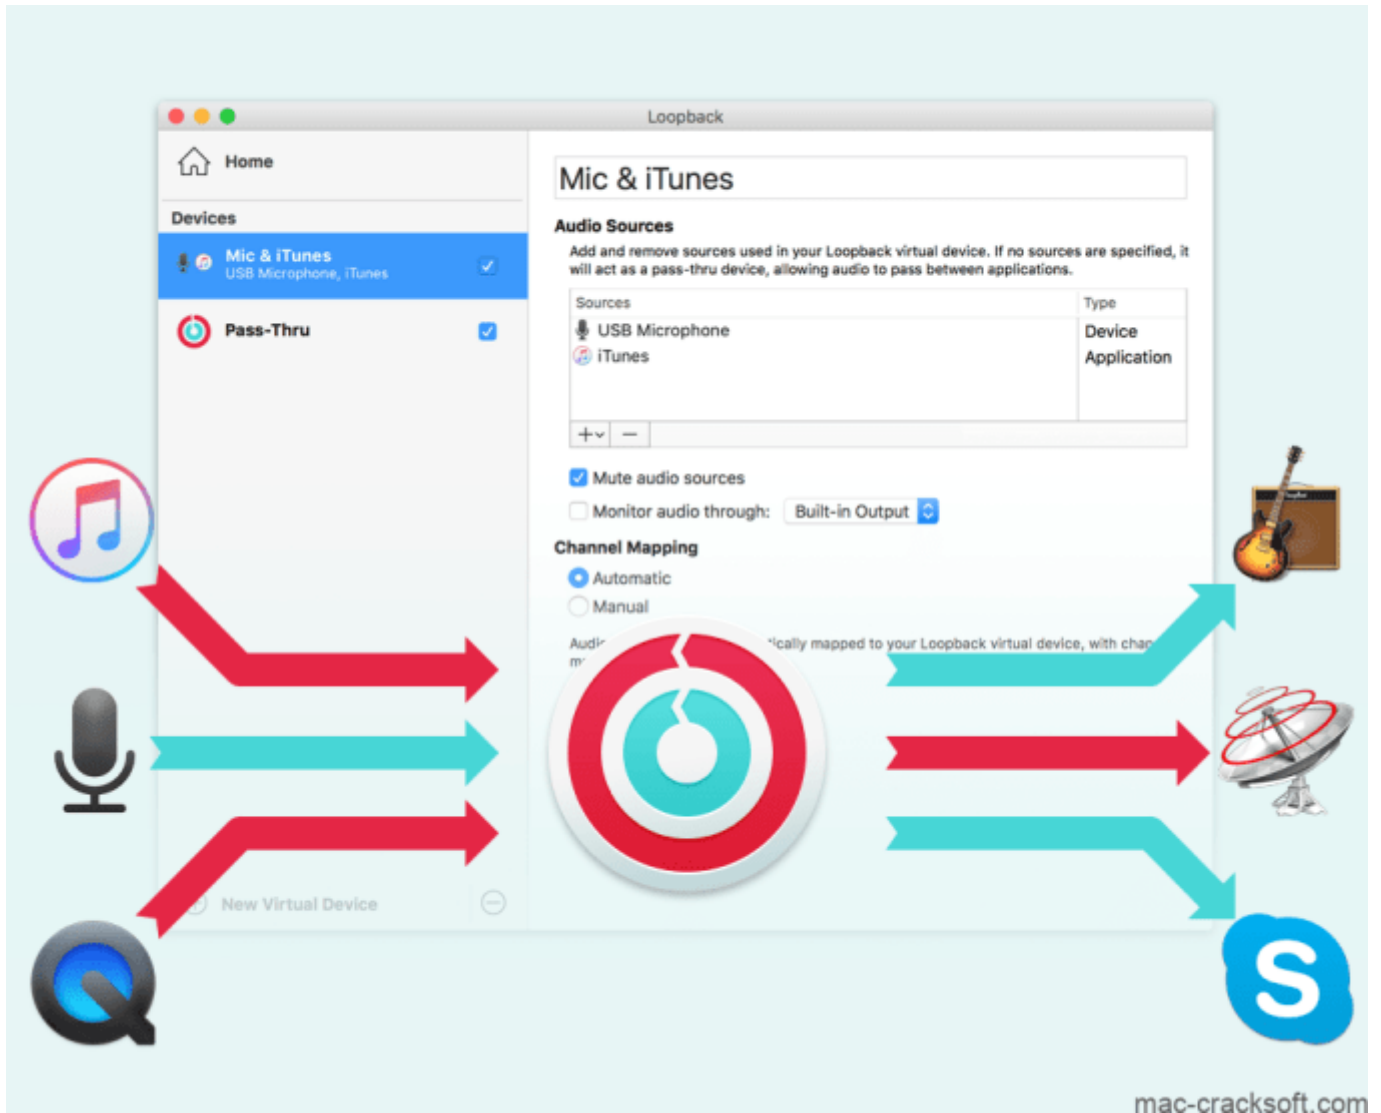 Loopback
Home
Devices
Mic & iTunes
USB Microphone, iTunes
Pass-Thru
New Virtual Device
Mic & iTunes
Audio Sources
Add and remove sources used in your Loopback virtual device. If no sources are specified, it
will act as a pass-thru device, allowing audio to pass between applications.
Sources Type
USB Microphone Device
iTunes Application
Mute audio sources
Monitor audio through: Built-in Output
Channel Mapping
Automatic
Manual
mapped to your Loopback virtual device, with
S
mac-cracksoft.com